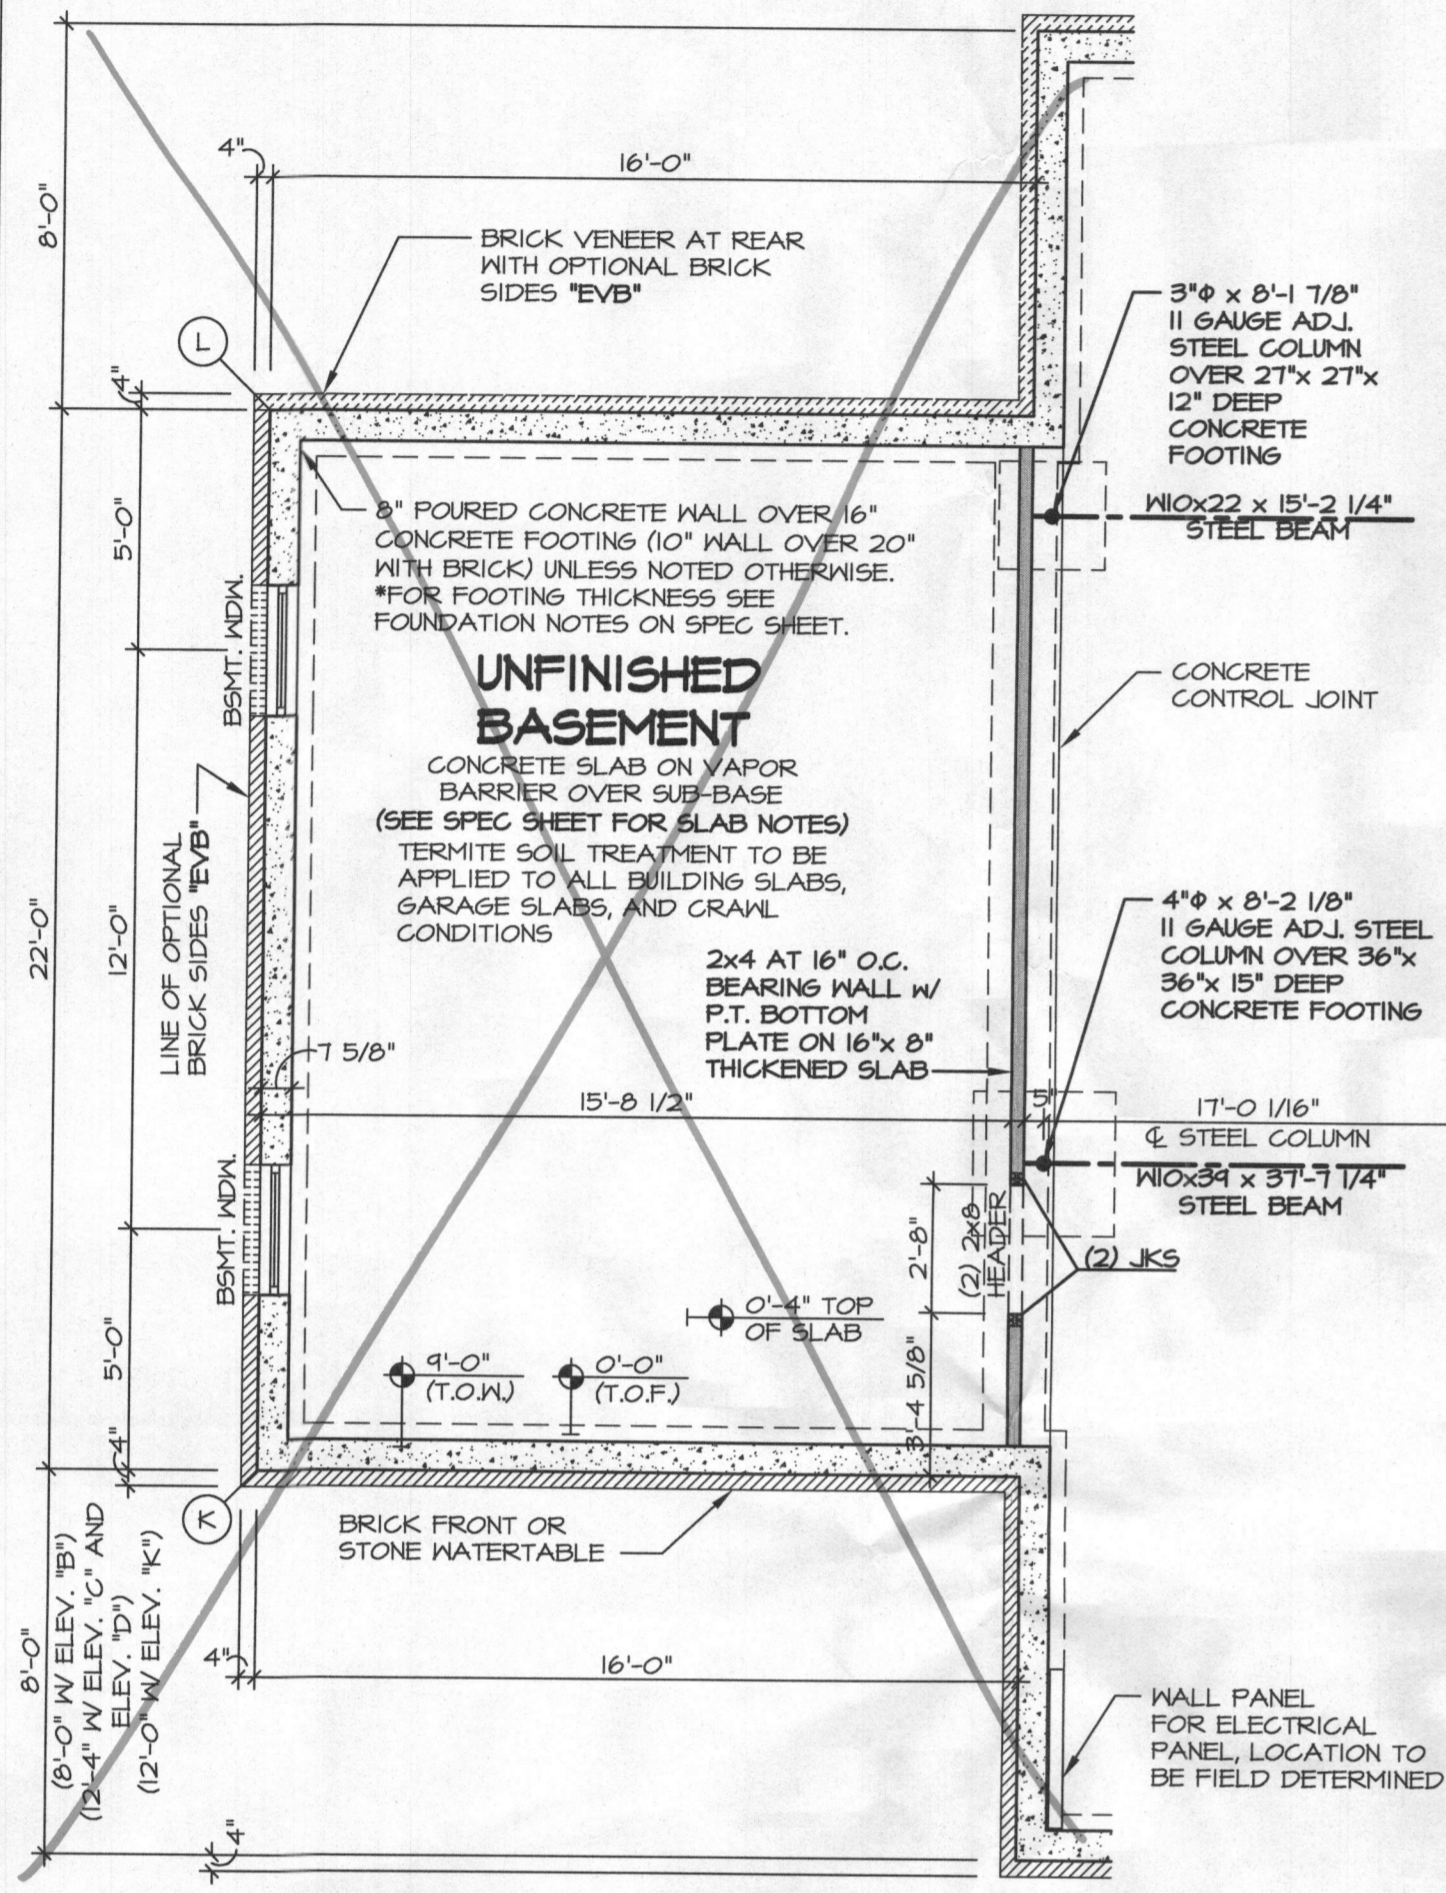 8'-0"
4"
16'-0"
BRICK VENEER AT REAR
WITH OPTIONAL BRICK
SIDES "EVB"
L
3"Φ x 8'-1 7/8"
11 GAUGE ADJ.
STEEL COLUMN
OVER 27"x 27"x
12" DEEP
CONCRETE
FOOTING
4"
5'-0"
8" POURED CONCRETE WALL OVER 16"
CONCRETE FOOTING (10" WALL OVER 20"
WITH BRICK) UNLESS NOTED OTHERWISE.
*FOR FOOTING THICKNESS SEE
FOUNDATION NOTES ON SPEC SHEET.
W10x22 x 15'-2 1/4"
STEEL BEAM
BSMT. WDW.
UNFINISHED
BASEMENT
CONCRETE SLAB ON VAPOR
BARRIER OVER SUB-BASE
(SEE SPEC SHEET FOR SLAB NOTES)
TERMITE SOIL TREATMENT TO BE
APPLIED TO ALL BUILDING SLABS,
GARAGE SLABS, AND CRAWL
CONDITIONS
CONCRETE
CONTROL JOINT
22'-0"
12'-0"
LINE OF OPTIONAL
BRICK SIDES "EVB"
2x4 AT 16" O.C.
BEARING WALL W/
P.T. BOTTOM
PLATE ON 16"x 8"
THICKENED SLAB
4"Φ x 8'-2 1/8"
11 GAUGE ADJ. STEEL
COLUMN OVER 36"x
36"x 15" DEEP
CONCRETE FOOTING
7 5/8"
15'-8 1/2"
5"
17'-0 1/16"
℄ STEEL COLUMN
W10x39 x 37'-7 1/4"
STEEL BEAM
BSMT. WDW.
2'-8"
(2) 2x8
HEADER
(2) JKS
0'-4" TOP
OF SLAB
5'-0"
9'-0"
(T.O.W.)
0'-0"
(T.O.F.)
3'-4 5/8"
4"
K
BRICK FRONT OR
STONE WATERTABLE
8'-0"
(8'-0" W/ ELEV. "B")
(12'-4" W/ ELEV. "C" AND
ELEV. "D")
(12'-0" W/ ELEV. "K")
4"
16'-0"
WALL PANEL
FOR ELECTRICAL
PANEL, LOCATION TO
BE FIELD DETERMINED
4"